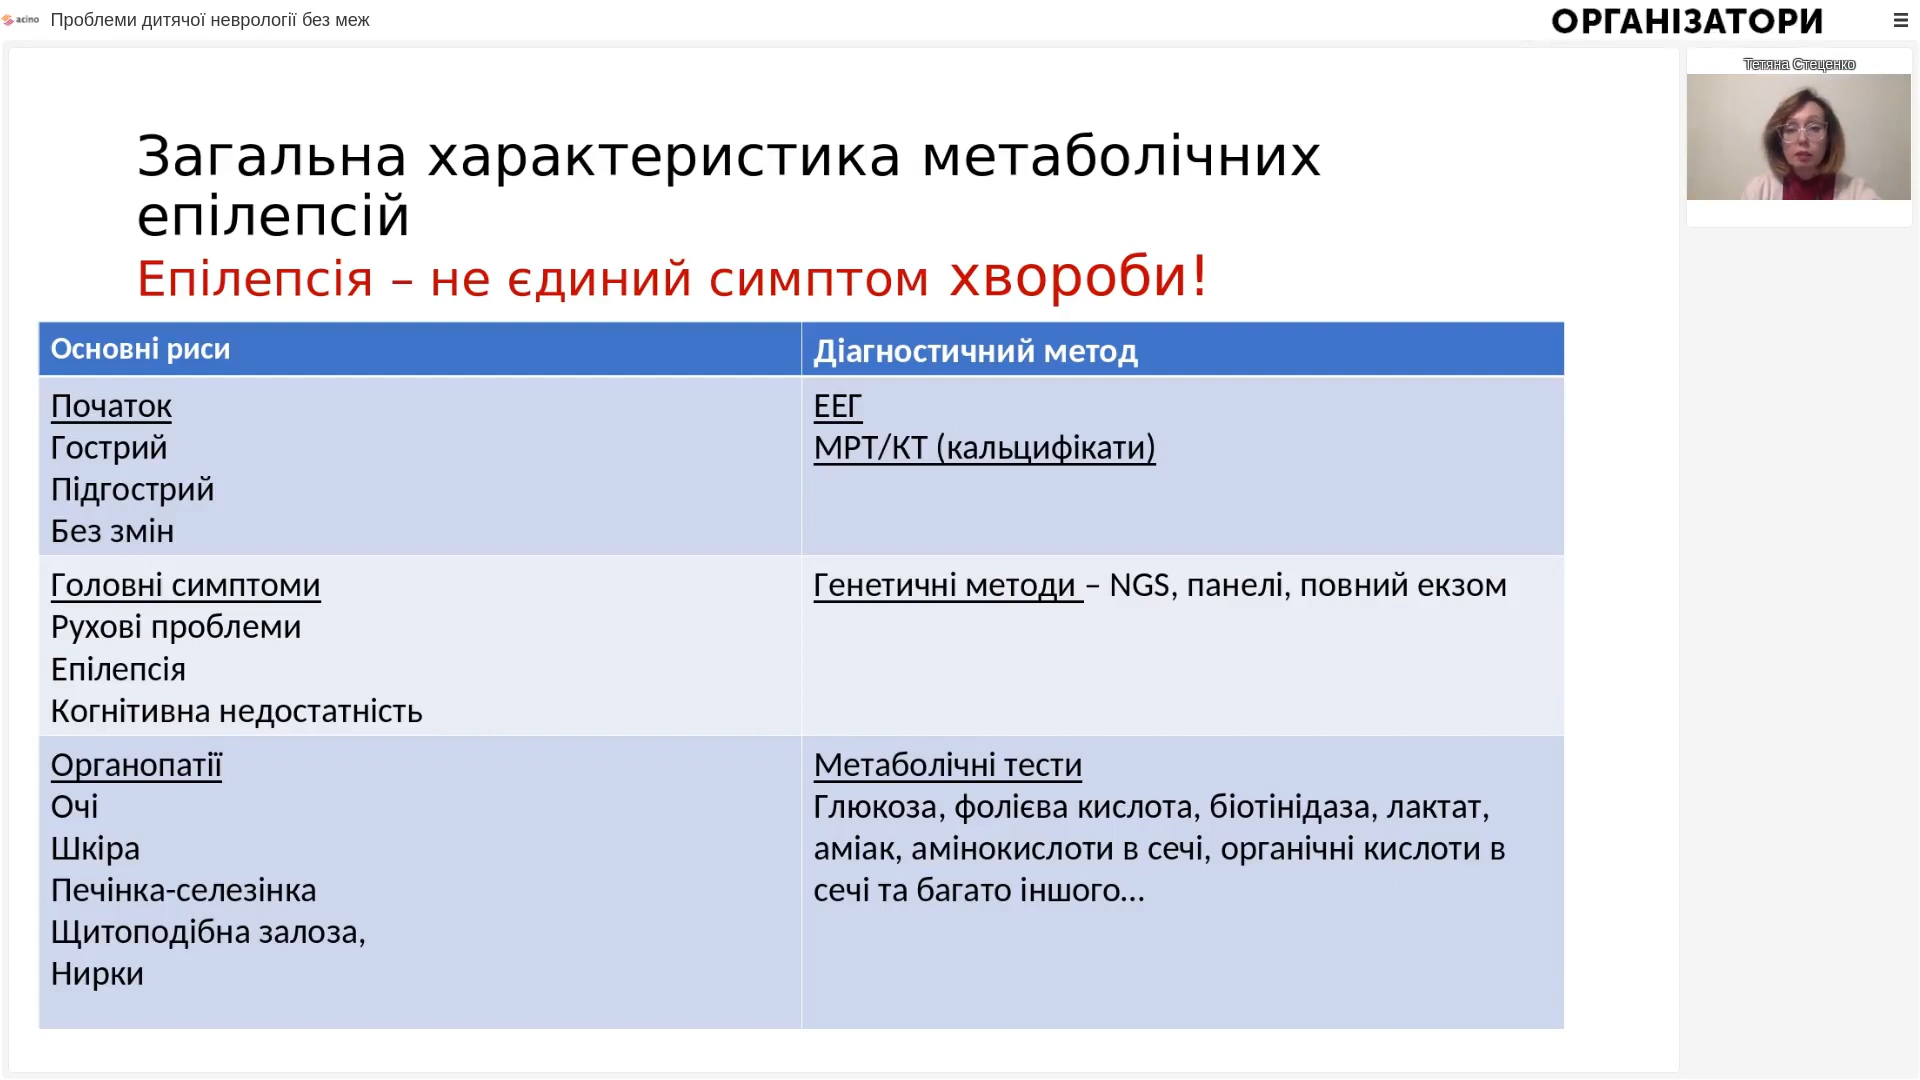 acino Проблеми дитячої неврології без меж
ОРГАНІЗАТОРИ
Тетяна Стеценко
Загальна характеристика метаболічних
епілепсій
Епілепсія – не єдиний симптом хвороби!
Основні риси
Діагностичний метод
Початок
Гострий
Підгострий
Без змін
ЕЕГ
МРТ/КТ (кальцифікати)
Головні симптоми
Рухові проблеми
Епілепсія
Когнітивна недостатність
Генетичні методи – NGS, панелі, повний екзом
Органопатії
Очі
Шкіра
Печінка-селезінка
Щитоподібна залоза,
Нирки
Метаболічні тести
Глюкоза, фолієва кислота, біотінідаза, лактат,
аміак, амінокислоти в сечі, органічні кислоти в
сечі та багато іншого...